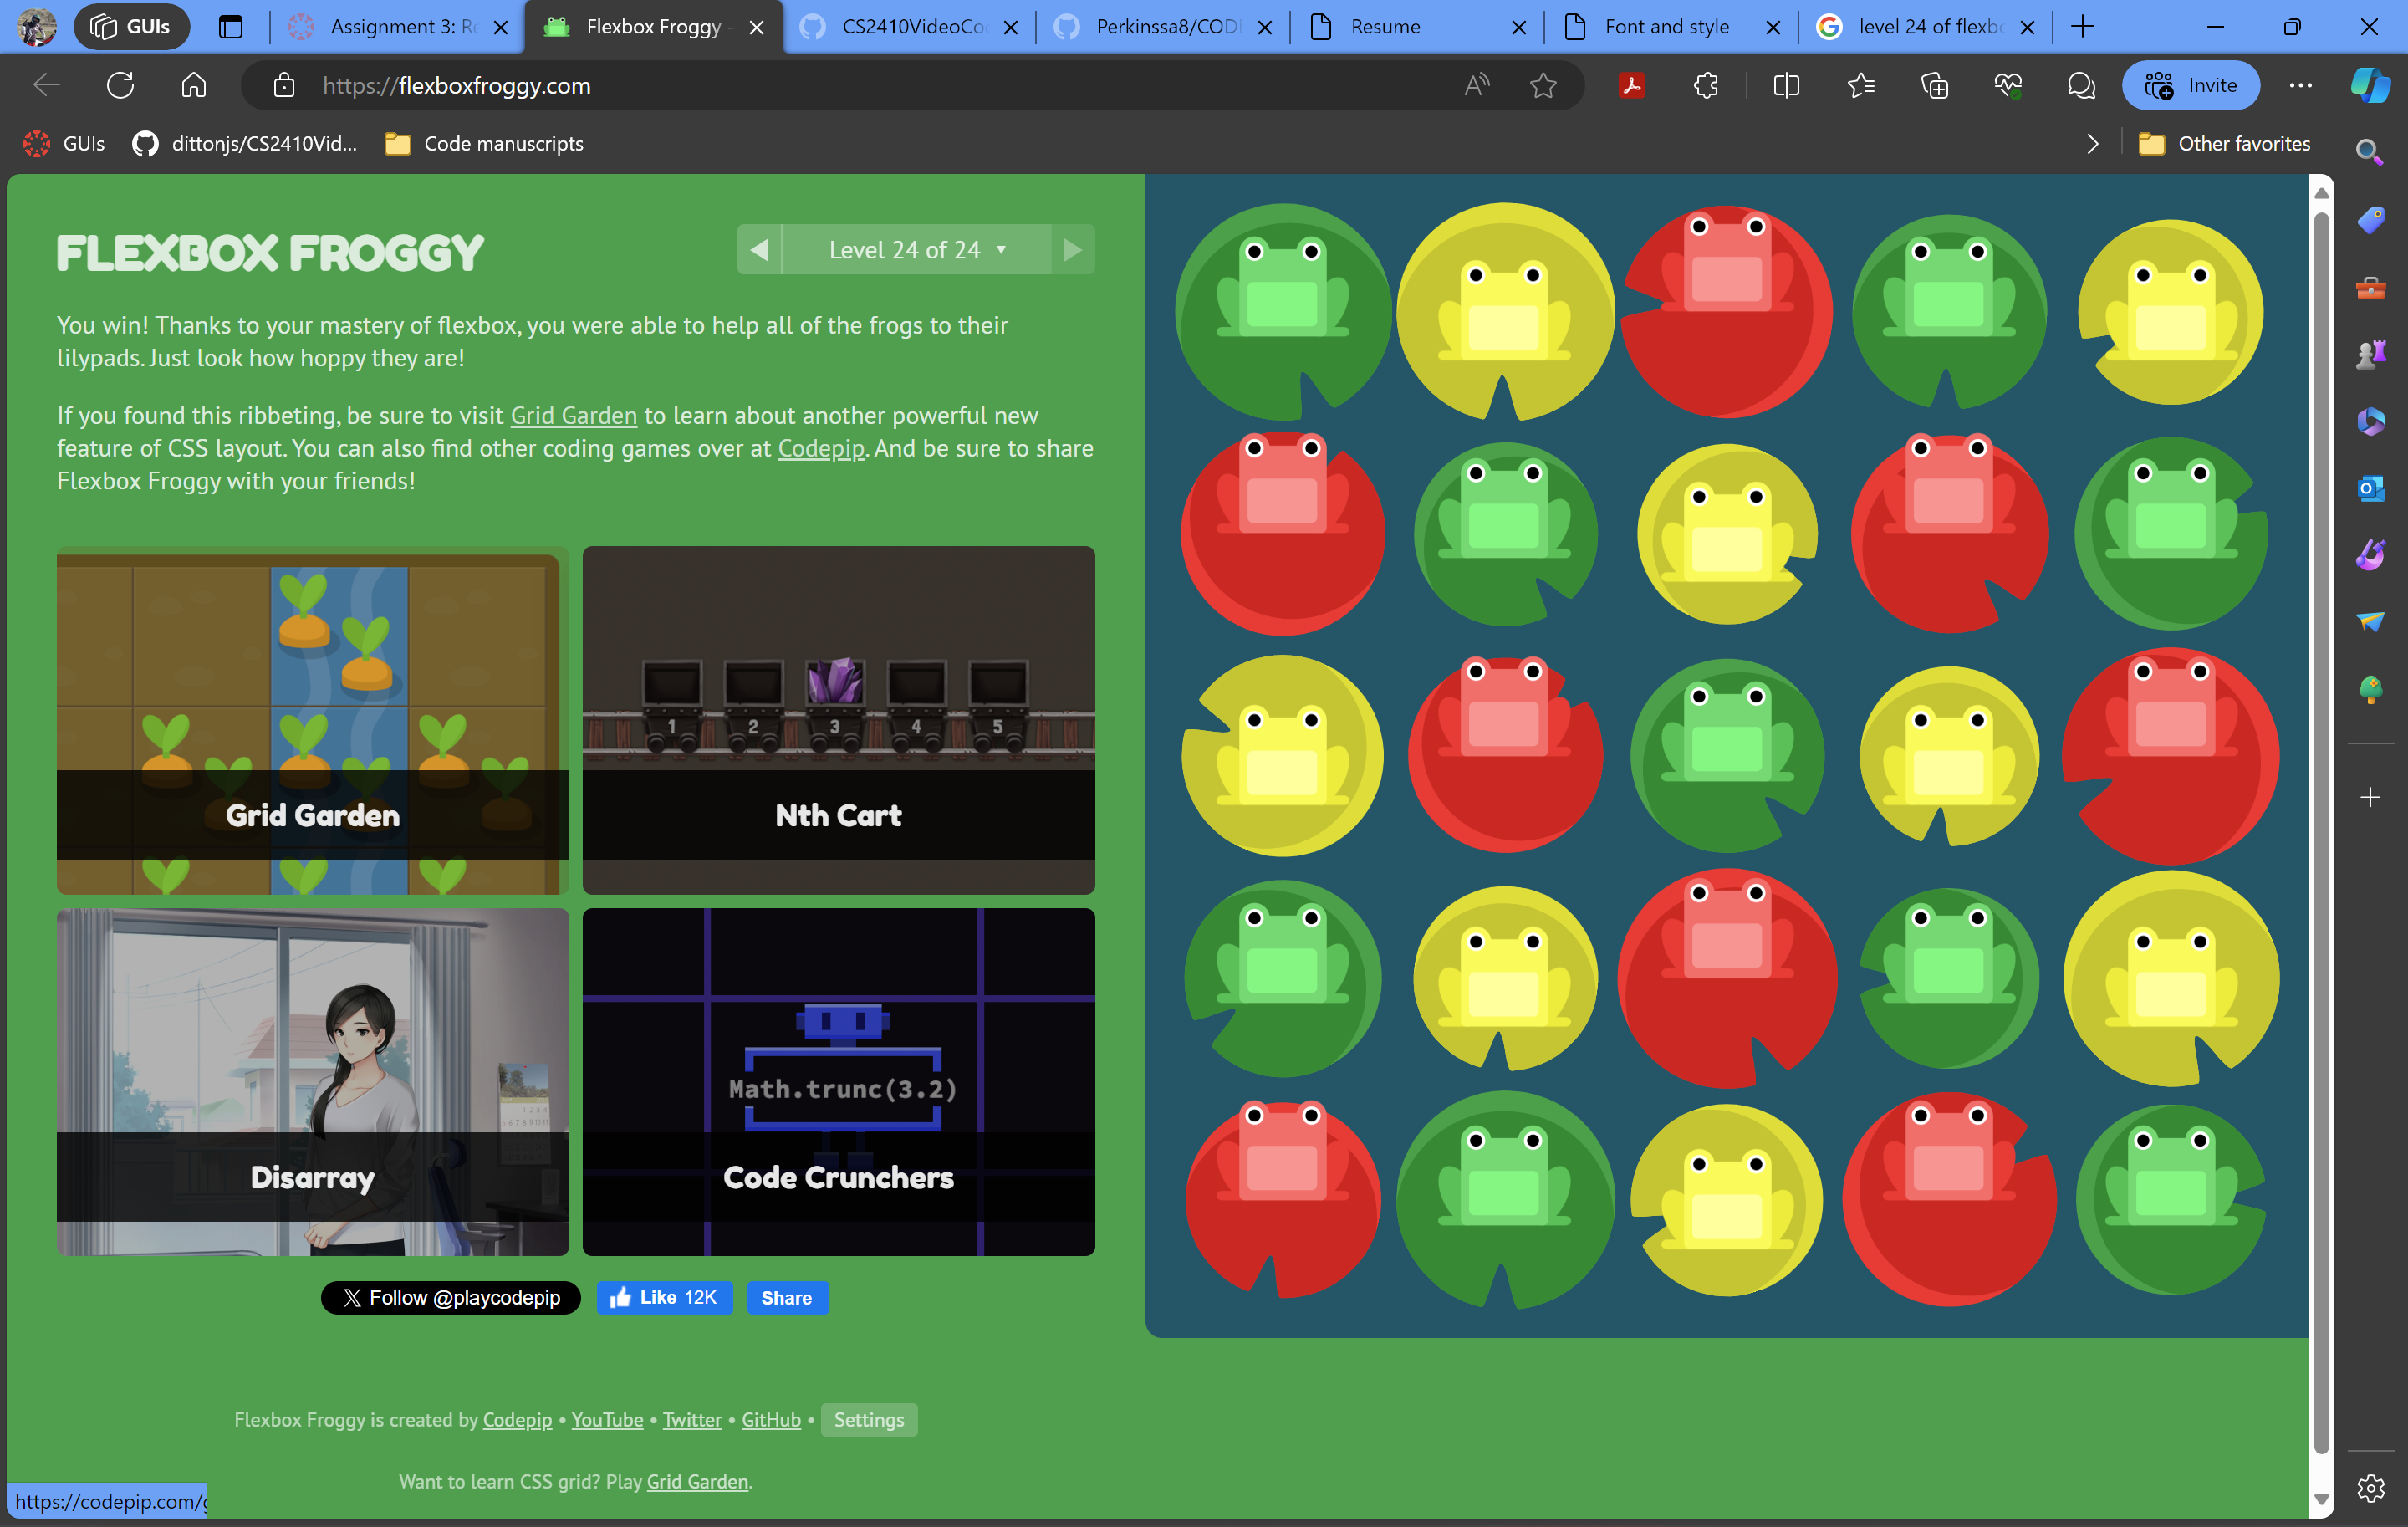 GUIs
Assignment 3: Re
Flexbox Froggy -
CS2410VideoCo
Perkinssa8/CODE
Resume
Font and style
level 24 of flexbo
https://flexboxfroggy.com
Invite
GUIs
dittonjs/CS2410Vid...
Code manuscripts
Other favorites
FLEXBOX FROGGY
Level 24 of 24 ▼
You win! Thanks to your mastery of flexbox, you were able to help all of the frogs to their
lilypads. Just look how hoppy they are!
If you found this ribbeting, be sure to visit Grid Garden to learn about another powerful new
feature of CSS layout. You can also find other coding games over at Codepip. And be sure to share
Flexbox Froggy with your friends!
1 2 3 4 5
Grid Garden
Nth Cart
Math.trunc(3.2)
Disarray
Code Crunchers
Follow @playcodepip
Like 12K
Share
Flexbox Froggy is created by Codepip • YouTube • Twitter • GitHub • Settings
Want to learn CSS grid? Play Grid Garden.
https://codepip.com/g